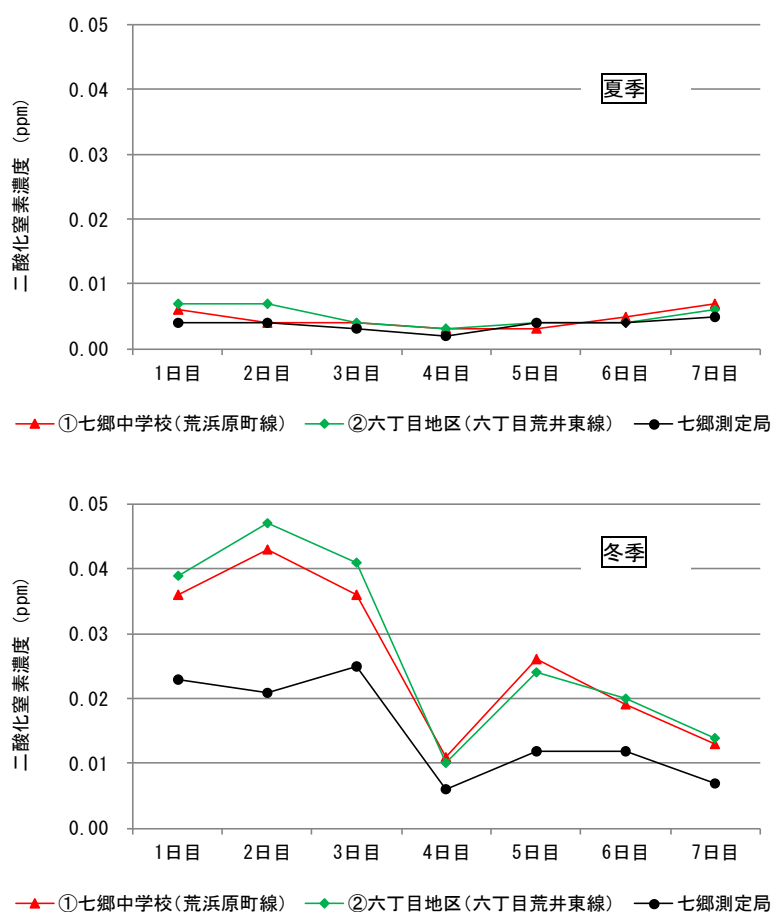 0.05
0.04
0.03
0.02
0.01
0.00
二酸化窒素濃度 (ppm)
夏季
1日目 2日目 3日目 4日目 5日目 6日目 7日目
①七郷中学校(荒浜原町線) ②六丁目地区(六丁目荒井東線) 七郷測定局
0.05
0.04
0.03
0.02
0.01
0.00
二酸化窒素濃度 (ppm)
冬季
1日目 2日目 3日目 4日目 5日目 6日目 7日目
①七郷中学校(荒浜原町線) ②六丁目地区(六丁目荒井東線) 七郷測定局